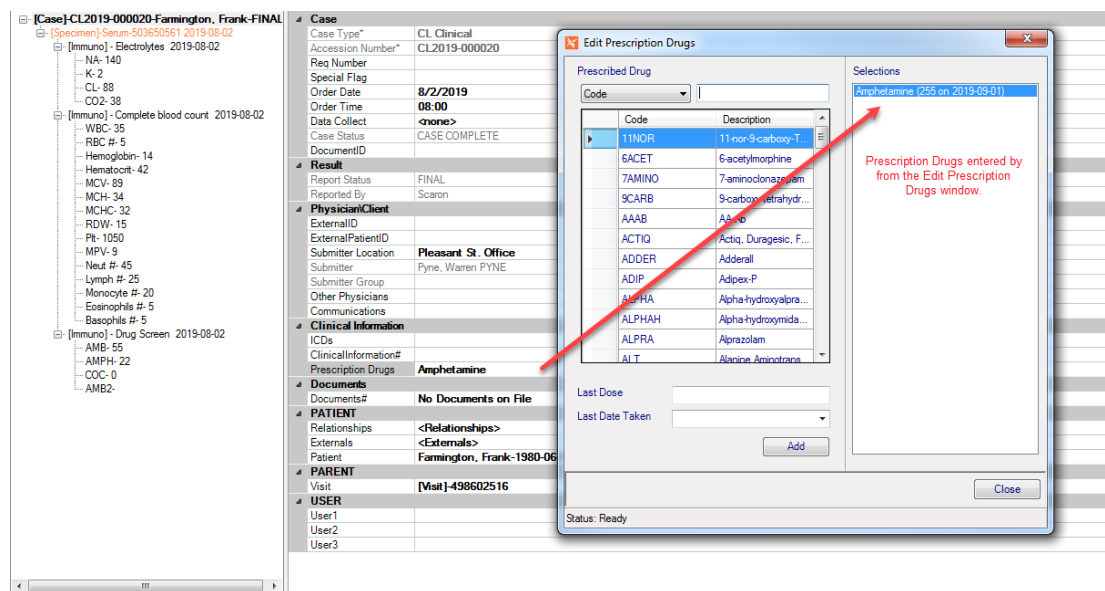 [Case]-CL2019-000020-Farmington, Frank-FINAL
[Specimen]-Serum-503650561 2019-08-02
[Immuno] - Electrolytes 2019-08-02
NA- 140
K- 2
CL- 88
CO2- 38
[Immuno] - Complete blood count 2019-08-02
WBC- 35
RBC #- 5
Hemoglobin- 14
Hematocrit- 42
MCV- 89
MCH- 34
MCHC- 32
RDW- 15
Plt- 1050
MPV- 9
Neut #- 45
Lymph #- 25
Monocyte #- 20
Eosinophils #- 5
Basophils #- 5
[Immuno] - Drug Screen 2019-08-02
AMB- 55
AMPH- 22
COC- 0
AMB2-
Case
Case Type* CL Clinical
Accession Number* CL2019-000020
Req Number
Special Flag
Order Date 8/2/2019
Order Time 08:00
Data Collect <none>
Case Status CASE COMPLETE
DocumentID
Result
Report Status FINAL
Reported By Scaron
Physician\Client
ExternalID
ExternalPatientID
Submitter Location Pleasant St. Office
Submitter Pyne, Warren PYNE
Submitter Group
Other Physicians
Communications
Clinical Information
ICDs
ClinicalInformation#
Prescription Drugs Amphetamine
Documents
Documents# No Documents on File
PATIENT
Relationships <Relationships>
Externals <Externals>
Patient Farmington, Frank-1980-06
PARENT
Visit [Visit]-498602516
USER
User1
User2
User3
Edit Prescription Drugs
Prescribed Drug
Code
Code Description
11NOR 11-nor-9-carboxy-T...
6ACET 6-acetylmorphine
7AMINO 7-aminoclonazepam
9CARB 9-carboxy-tetrahydr...
AAAB
ACTIQ Actiq, Duragesic, F...
ADDER Adderall
ADIP Adipex-P
ALPHA Alpha-hydroxyalpra...
ALPHAH Alpha-hydroxymida...
ALPRA Alprazolam
ALT Alanine Aminotrans
Last Dose
Last Date Taken
Add
Selections
Amphetamine (255 on 2019-09-01)
Prescription Drugs entered by
from the Edit Prescription
Drugs window.
Close
Status: Ready